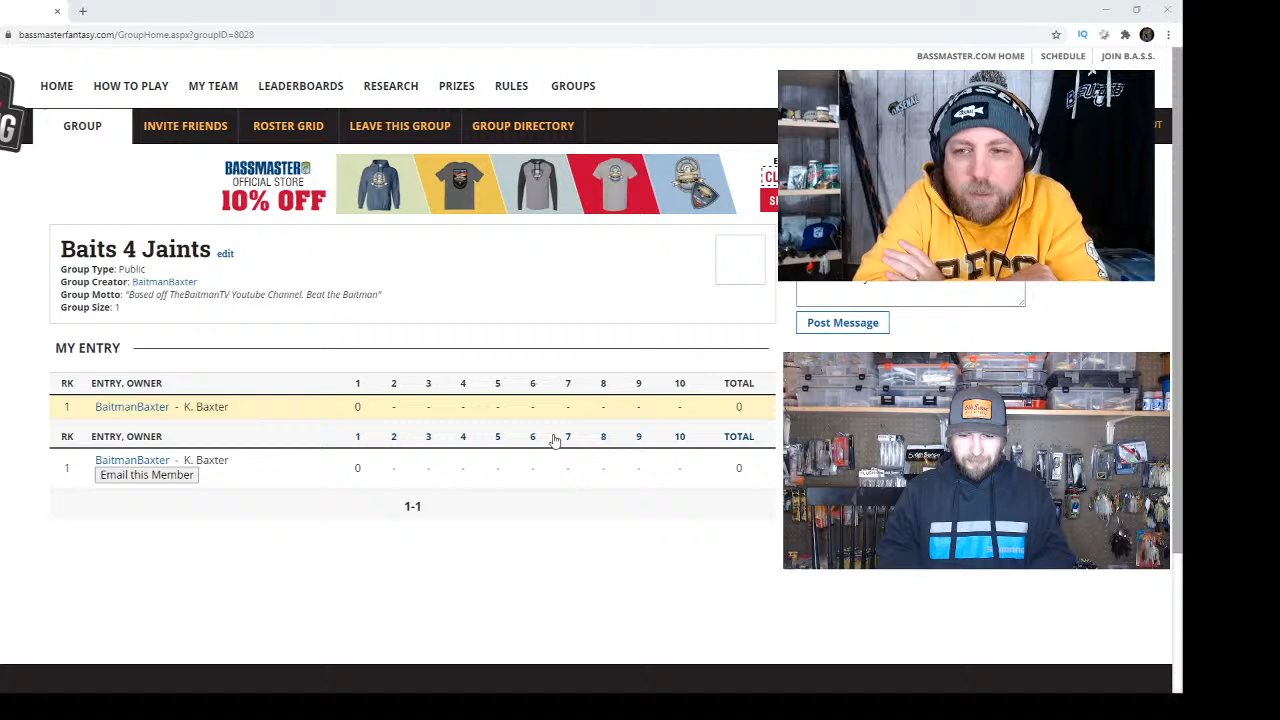 bassmasterfantasy.com/GroupHome.aspx?groupID=8028
BASSMASTER.COM HOME SCHEDULE JOIN B.A.S.S.
HOME HOW TO PLAY MY TEAM LEADERBOARDS RESEARCH PRIZES RULES GROUPS
GROUP INVITE FRIENDS ROSTER GRID LEAVE THIS GROUP GROUP DIRECTORY
BASSMASTER
OFFICIAL STORE
10% OFF
Baits 4 Jaints edit
Group Type: Public
Group Creator: BaitmanBaxter
Group Motto: "Based off TheBaitmanTV Youtube Channel. Beat the Baitman"
Group Size: 1
Post Message
MY ENTRY
RK ENTRY, OWNER 1 2 3 4 5 6 7 8 9 10 TOTAL
1 BaitmanBaxter - K. Baxter 0 - - - - - - - - - 0
RK ENTRY, OWNER 1 2 3 4 5 6 7 8 9 10 TOTAL
1 BaitmanBaxter - K. Baxter 0 - - - - - - - - - 0
Email this Member
1-1